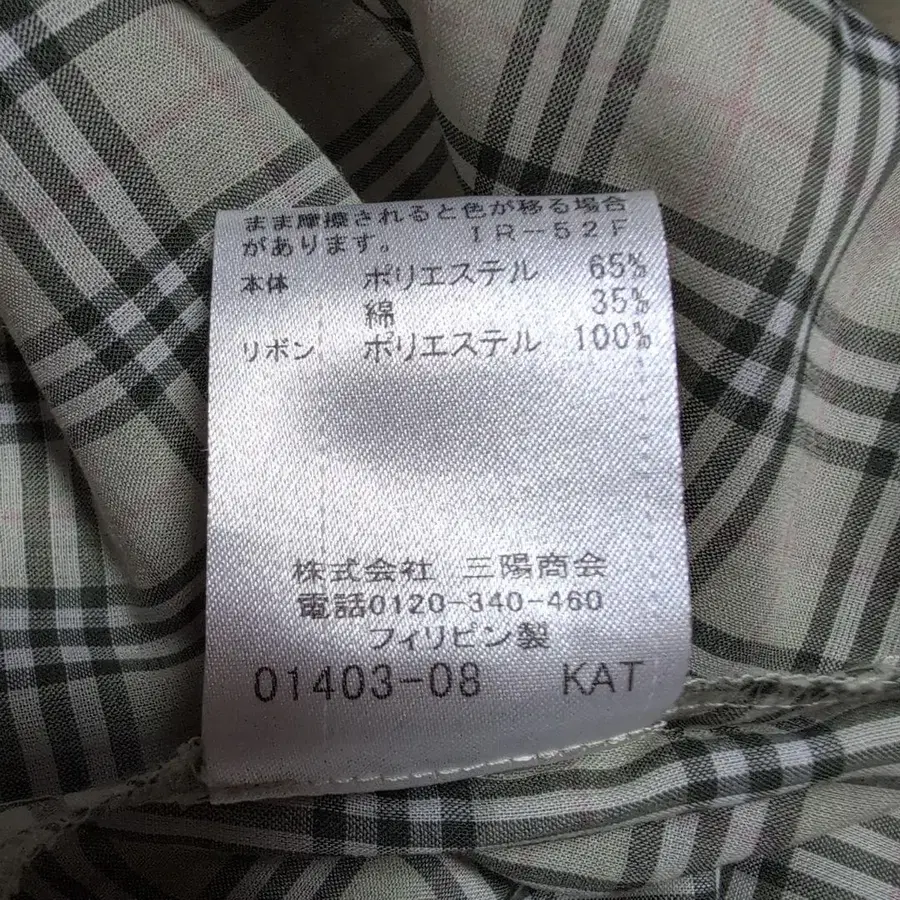 まま摩擦されると色が移る場合
があります。 IR-52F
本体 ポリエステル 65%
綿 35%
リボン ポリエステル 100%
株式会社 三陽商会
電話0120-340-460
フィリピン製
01403-08 KAT